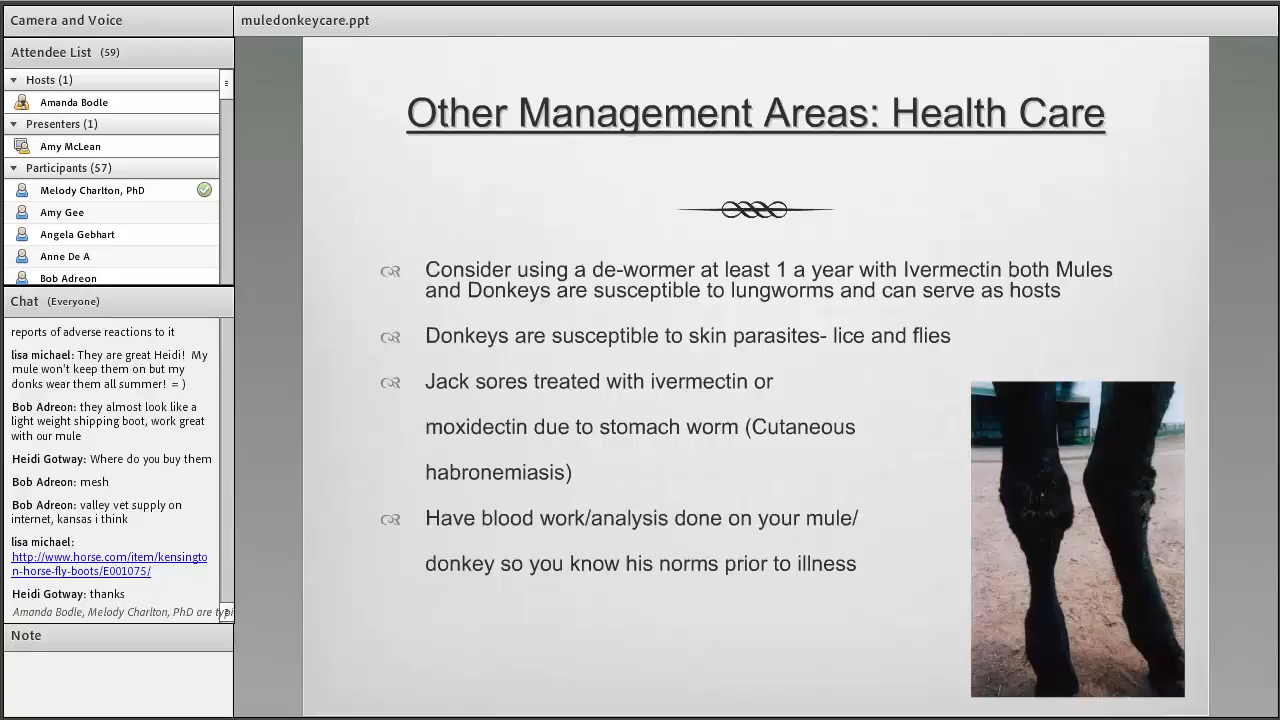 Camera and Voice
muledonkeycare.ppt
Attendee List (59)
Hosts (1)
Amanda Bodle
Presenters (1)
Amy McLean
Participants (57)
Melody Charlton, PhD
Amy Gee
Angela Gebhart
Anne De A
Bob Adreon
Chat (Everyone)
reports of adverse reactions to it
lisa michael: They are great Heidi! My
mule won't keep them on but my
donks wear them all summer! = )
Bob Adreon: they almost look like a
light weight shipping boot, work great
with our mule
Heidi Gotway: Where do you buy them
Bob Adreon: mesh
Bob Adreon: valley vet supply on
internet, kansas i think
lisa michael:
http://www.horse.com/item/kensingto
n-horse-fly-boots/E001075/
Heidi Gotway: thanks
Amanda Bodle, Melody Charlton, PhD are typi
Note
Other Management Areas: Health Care
Consider using a de-wormer at least 1 a year with Ivermectin both Mules
and Donkeys are susceptible to lungworms and can serve as hosts
Donkeys are susceptible to skin parasites- lice and flies
Jack sores treated with ivermectin or
moxidectin due to stomach worm (Cutaneous
habronemiasis)
Have blood work/analysis done on your mule/
donkey so you know his norms prior to illness